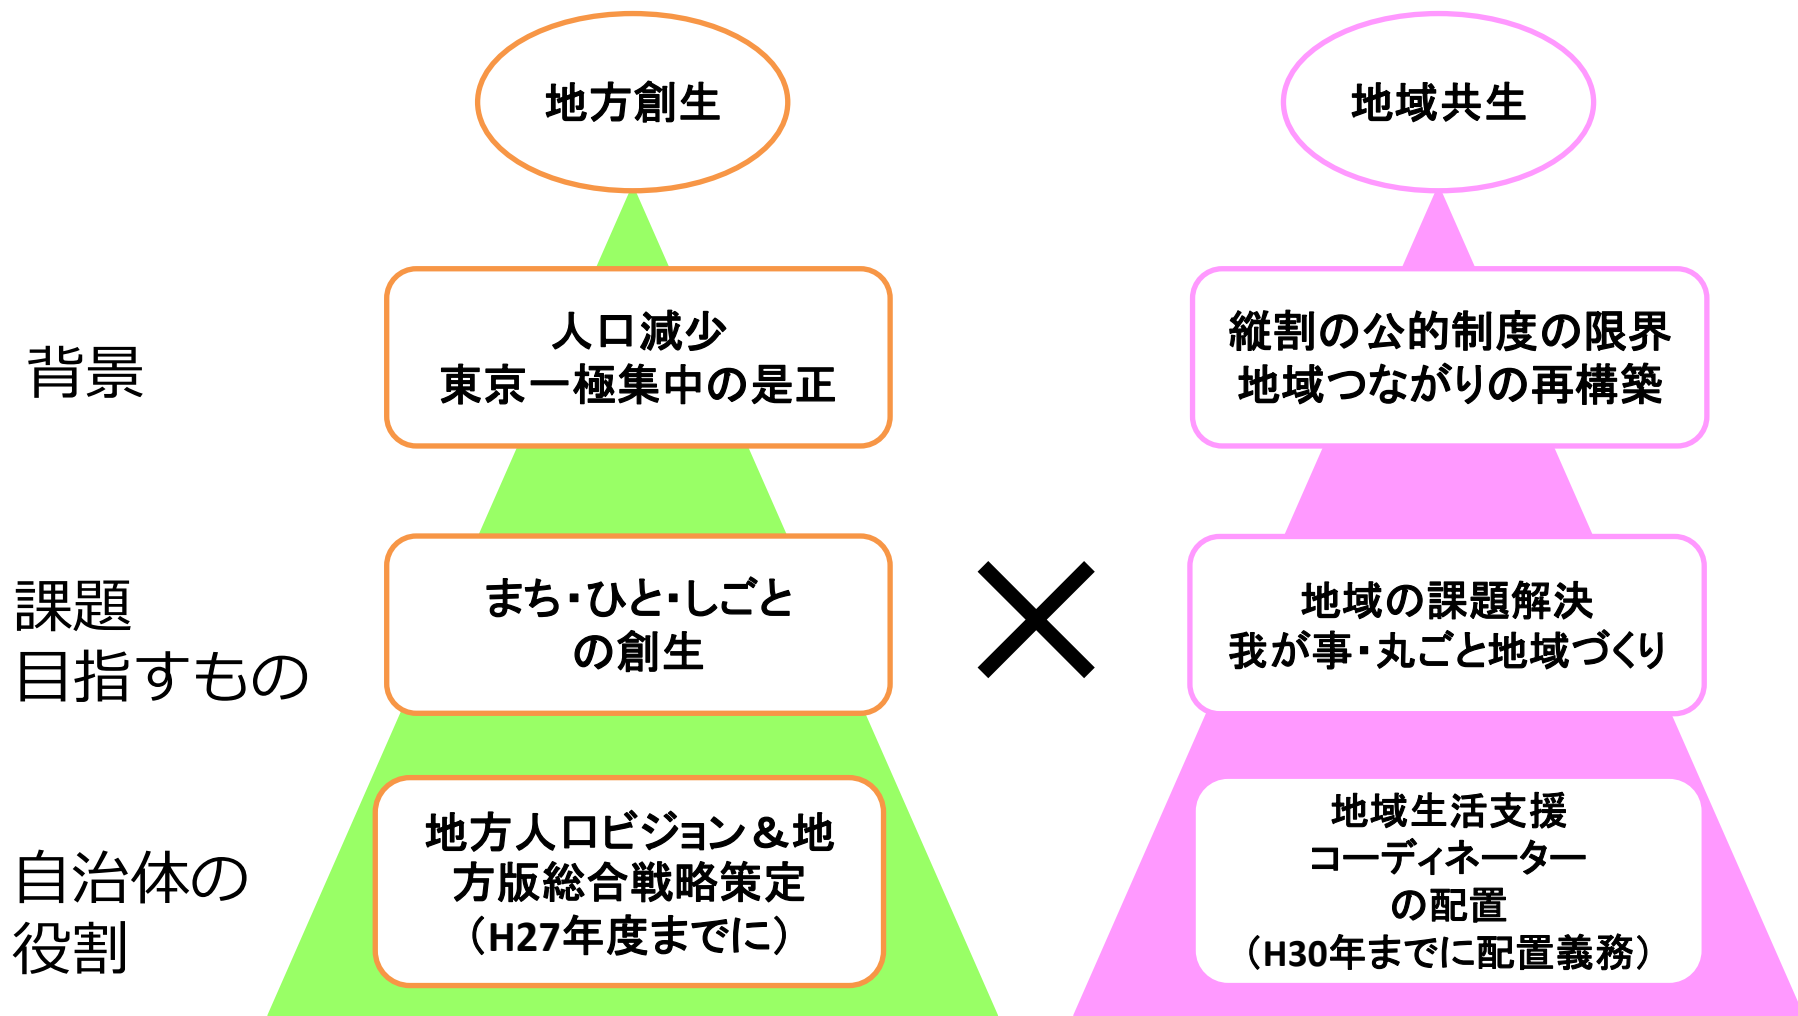 地方創生
地域共生
背景
人口減少
東京一極集中の是正
縦割の公的制度の限界
地域つながりの再構築
課題
目指すもの
まち・ひと・しごと
の創生
×
地域の課題解決
我が事・丸ごと地域づくり
自治体の
役割
地方人口ビジョン＆地
方版総合戦略策定
（H27年度までに）
地域生活支援
コーディネーター
の配置
（H30年までに配置義務）